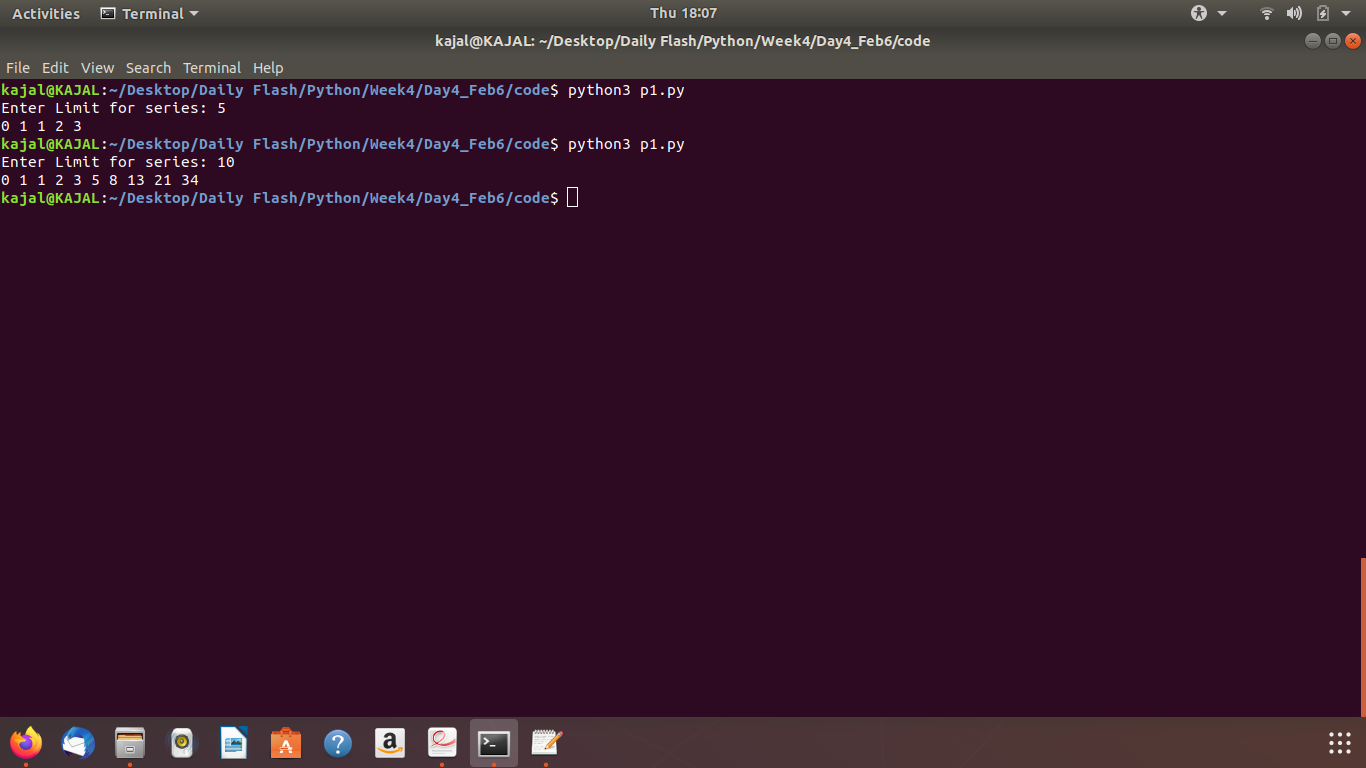 Activities Terminal Thu 18:07
kajal@KAJAL: ~/Desktop/Daily Flash/Python/Week4/Day4_Feb6/code
File Edit View Search Terminal Help
kajal@KAJAL:~/Desktop/Daily Flash/Python/Week4/Day4_Feb6/code$ python3 p1.py
Enter Limit for series: 5
0 1 1 2 3
kajal@KAJAL:~/Desktop/Daily Flash/Python/Week4/Day4_Feb6/code$ python3 p1.py
Enter Limit for series: 10
0 1 1 2 3 5 8 13 21 34
kajal@KAJAL:~/Desktop/Daily Flash/Python/Week4/Day4_Feb6/code$